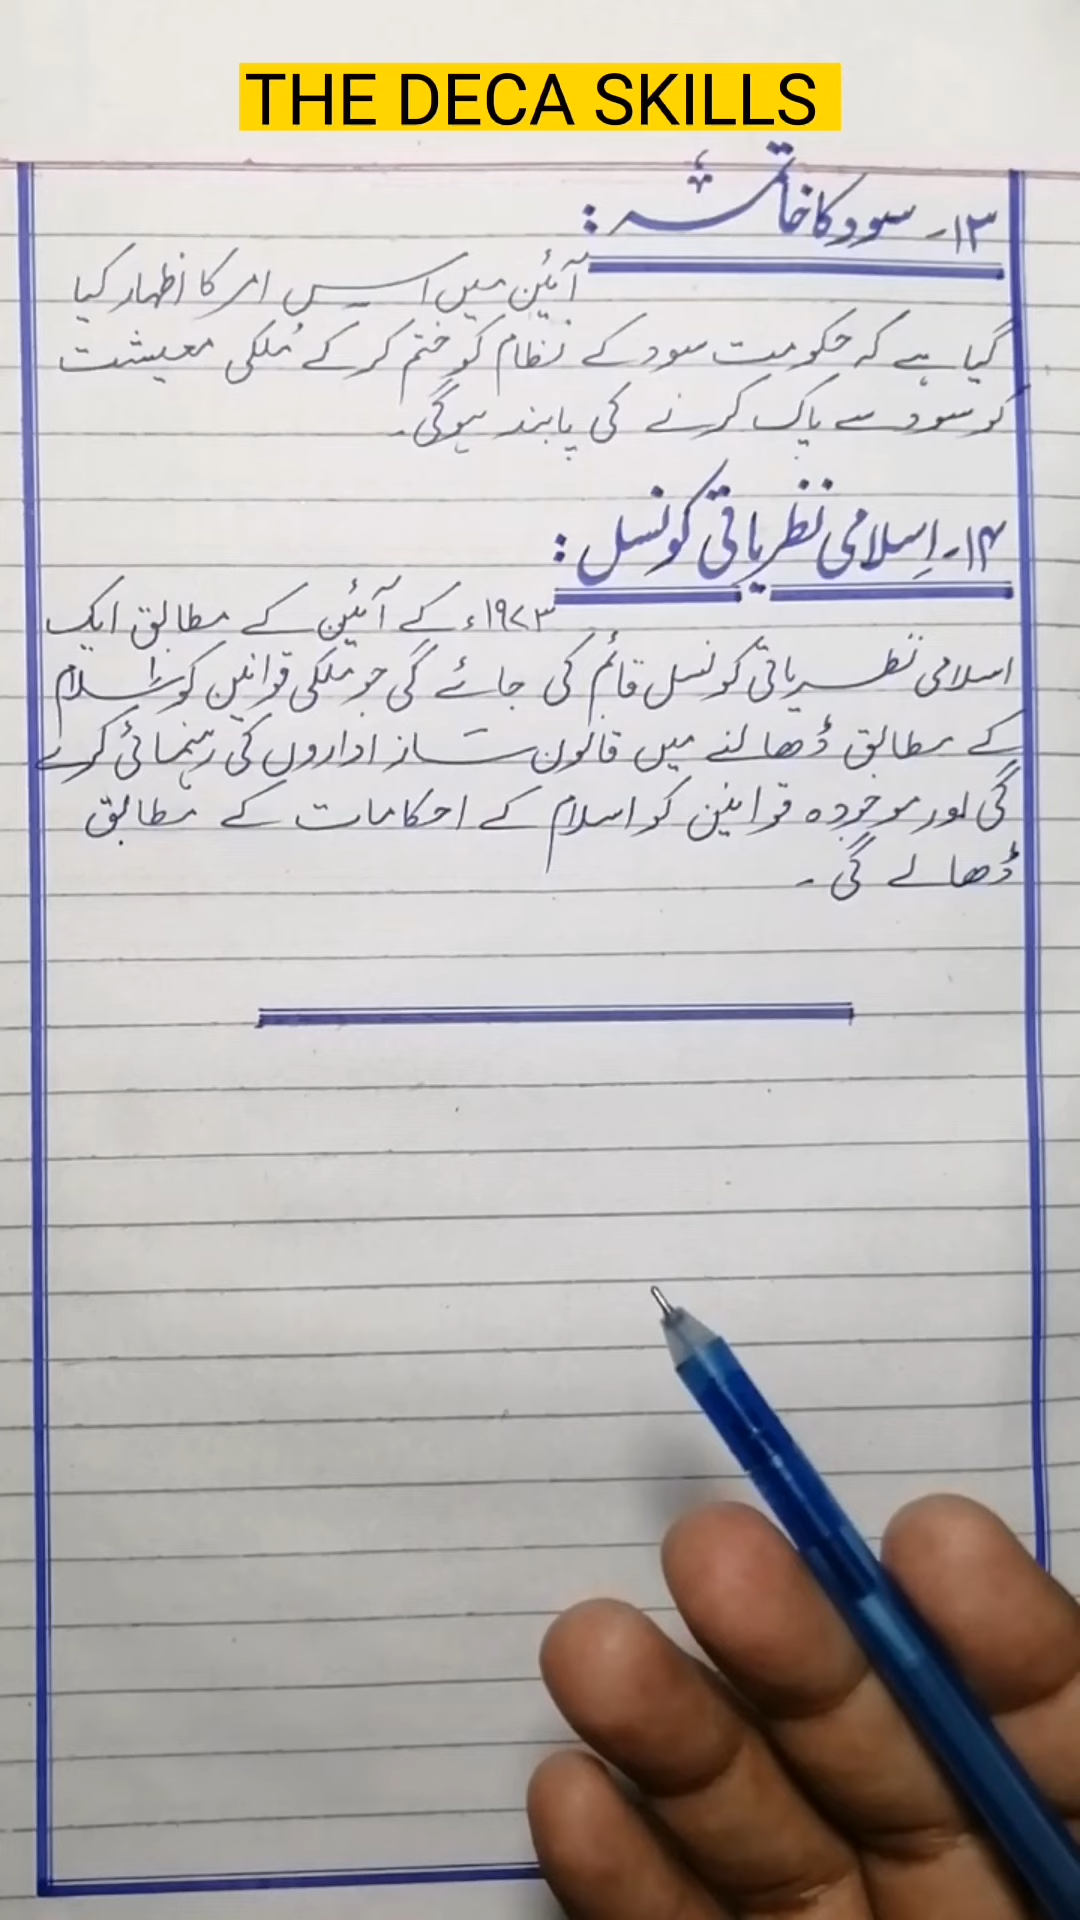 THE DECA SKILLS
۱۳۔ سود کا خاتمہ :
آئین میں اس امر کا اظہار کیا
گیا ہے کہ حکومت سود کے نظام کو ختم کر کے مُلکی معیشت
کو سود سے پاک کرنے کی پابند ہوگی۔
۱۴۔ اِسلامی نظریاتی کونسل :
۱۹۷۳ء کے آئین کے مطابق ایک
اسلامی نظریاتی کونسل قائم کی جائے گی جو ملکی قوانین کو اسلام
کے مطابق ڈھالنے میں قانون ساز اداروں کی رہنمائی کرے
گی اور موجودہ قوانین کو اسلام کے احکامات کے مطابق
ڈھالے گی۔